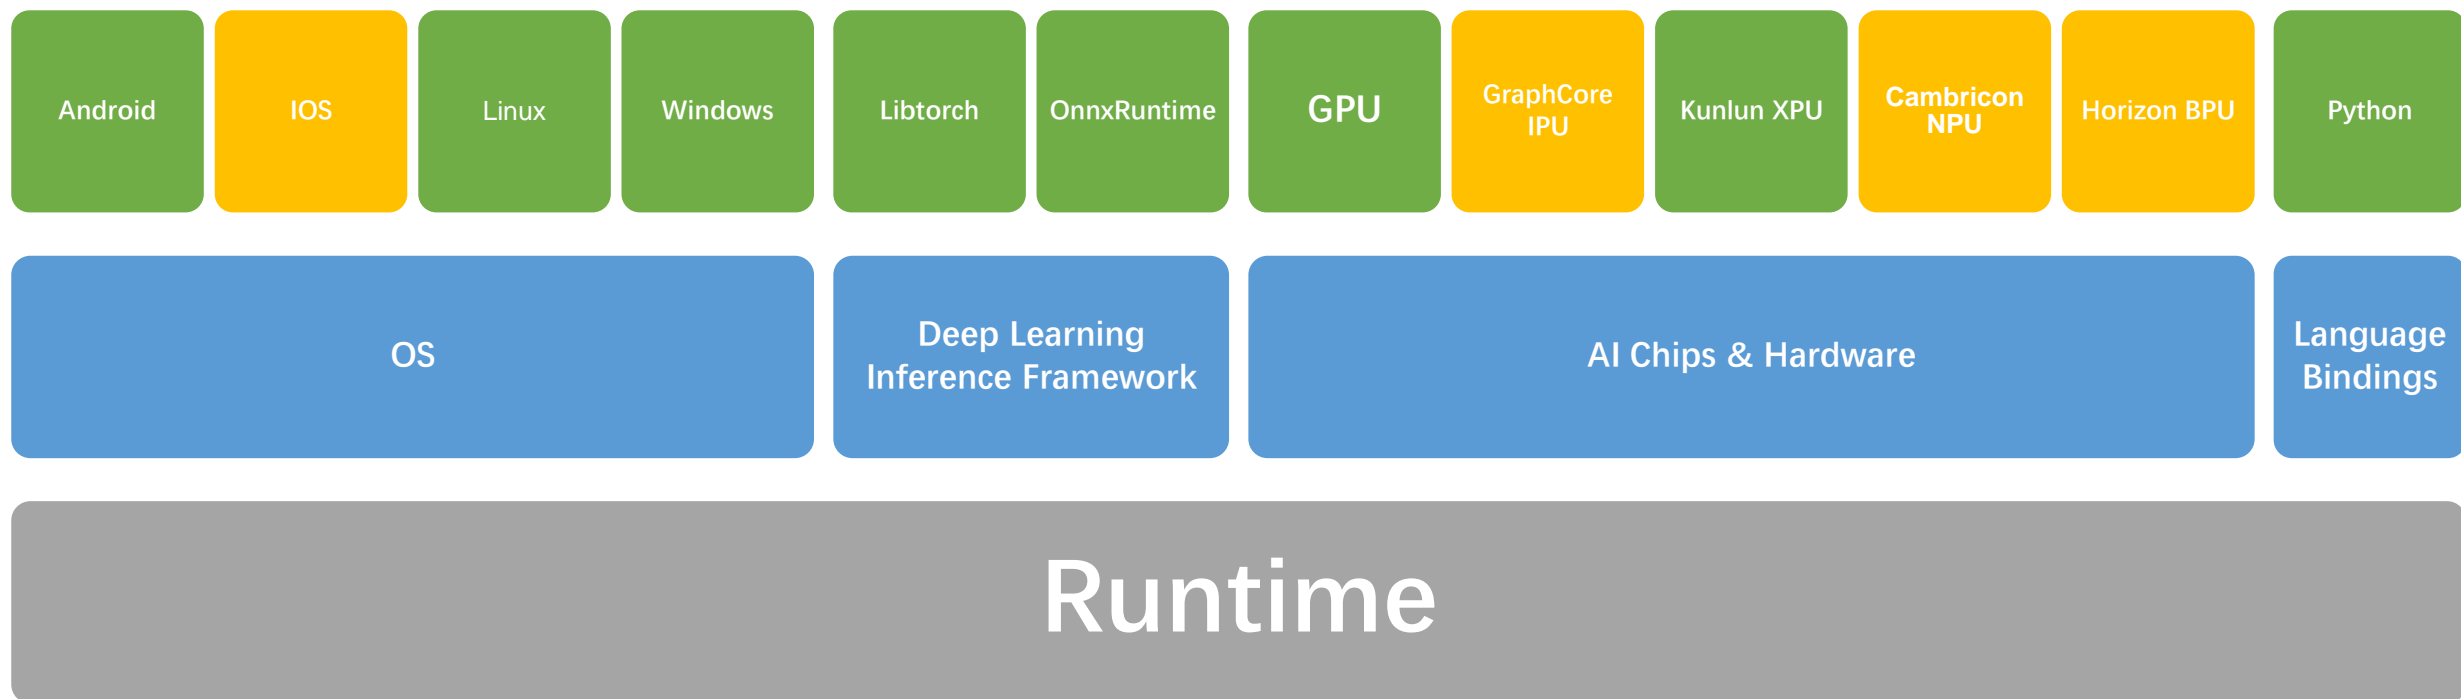 Android
IOS
Linux
Windows
Libtorch
OnnxRuntime
GPU
GraphCore
IPU
Kunlun XPU
Cambricon
NPU
Horizon BPU
Python
OS
Deep Learning
Inference Framework
AI Chips & Hardware
Language
Bindings
Runtime